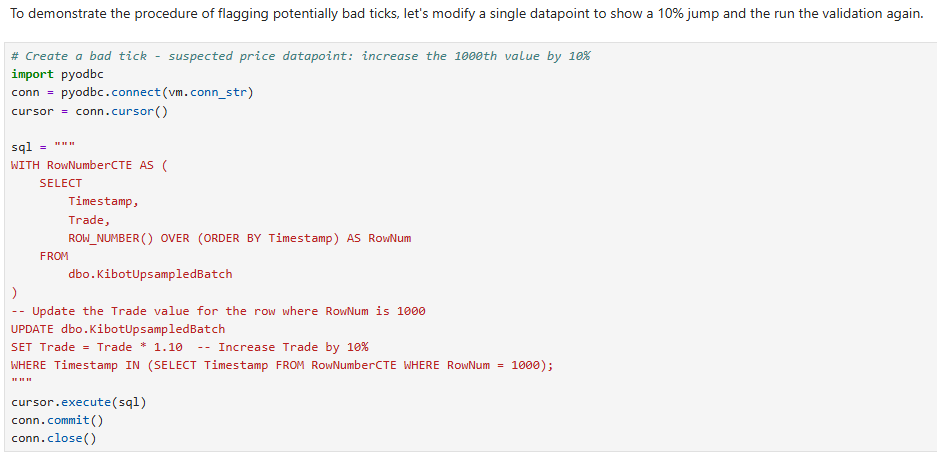 To demonstrate the procedure of flagging potentially bad ticks, let's modify a single datapoint to show a 10% jump and the run the validation again.
# Create a bad tick - suspected price datapoint: increase the 1000th value by 10%
import pyodbc
conn = pyodbc.connect(vm.conn_str)
cursor = conn.cursor()

sql = """
WITH RowNumberCTE AS (
    SELECT
        Timestamp,
        Trade,
        ROW_NUMBER() OVER (ORDER BY Timestamp) AS RowNum
    FROM
        dbo.KibotUpsampledBatch
)
-- Update the Trade value for the row where RowNum is 1000
UPDATE dbo.KibotUpsampledBatch
SET Trade = Trade * 1.10  -- Increase Trade by 10%
WHERE Timestamp IN (SELECT Timestamp FROM RowNumberCTE WHERE RowNum = 1000);
"""
cursor.execute(sql)
conn.commit()
conn.close()